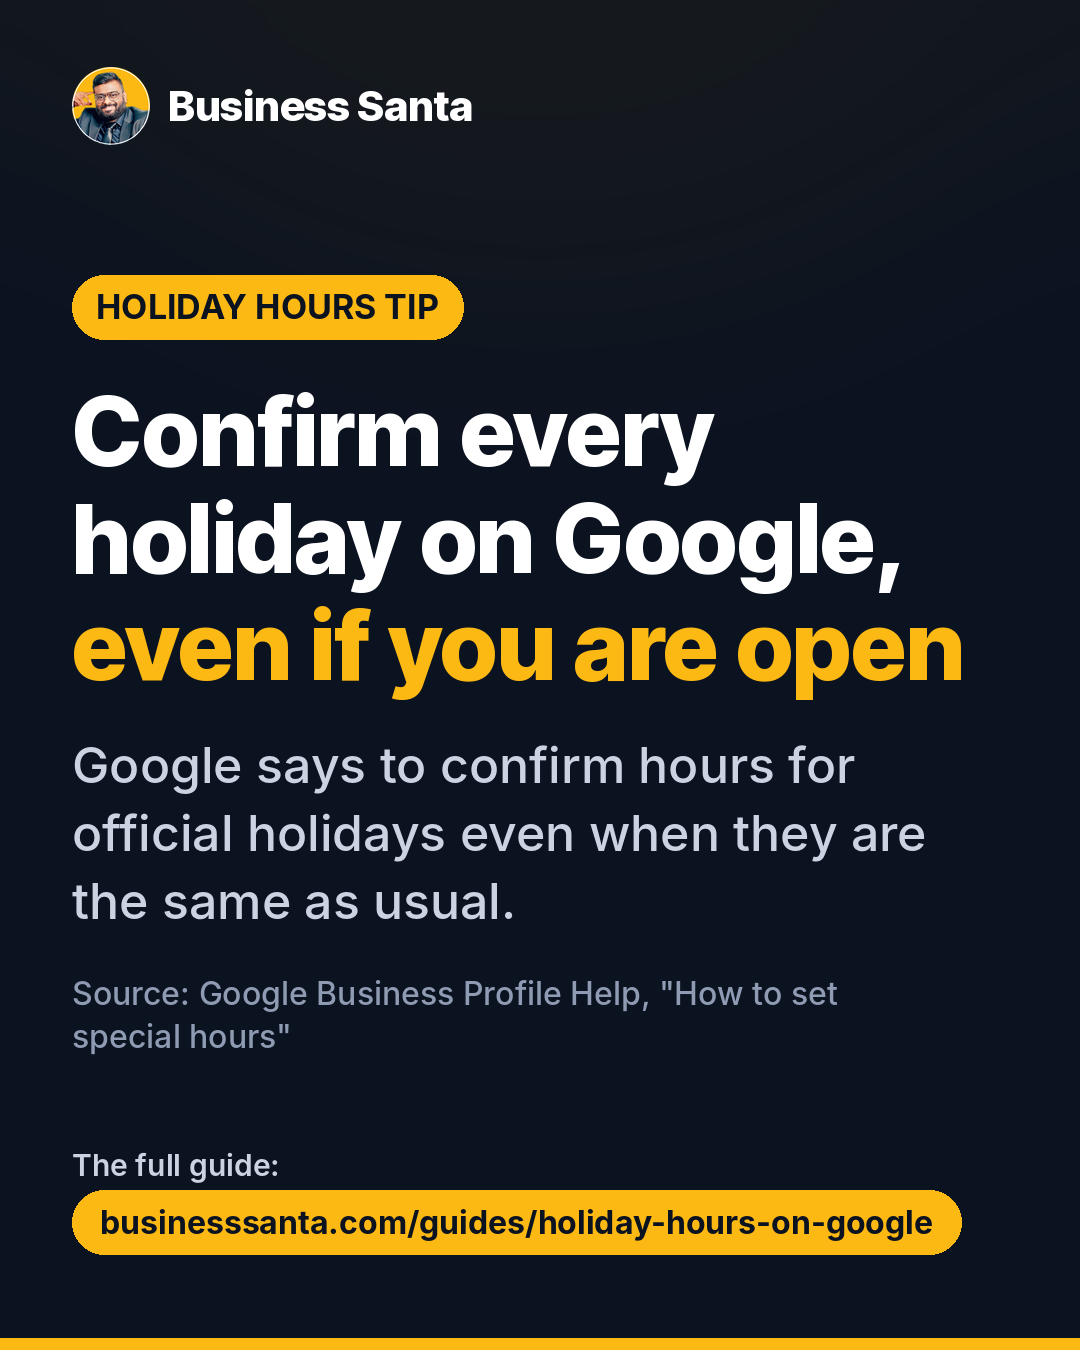 Business Santa
HOLIDAY HOURS TIP
Confirm every
holiday on Google,
even if you are open
Google says to confirm hours for
official holidays even when they are
the same as usual.
Source: Google Business Profile Help, "How to set
special hours"
The full guide:
businesssanta.com/guides/holiday-hours-on-google